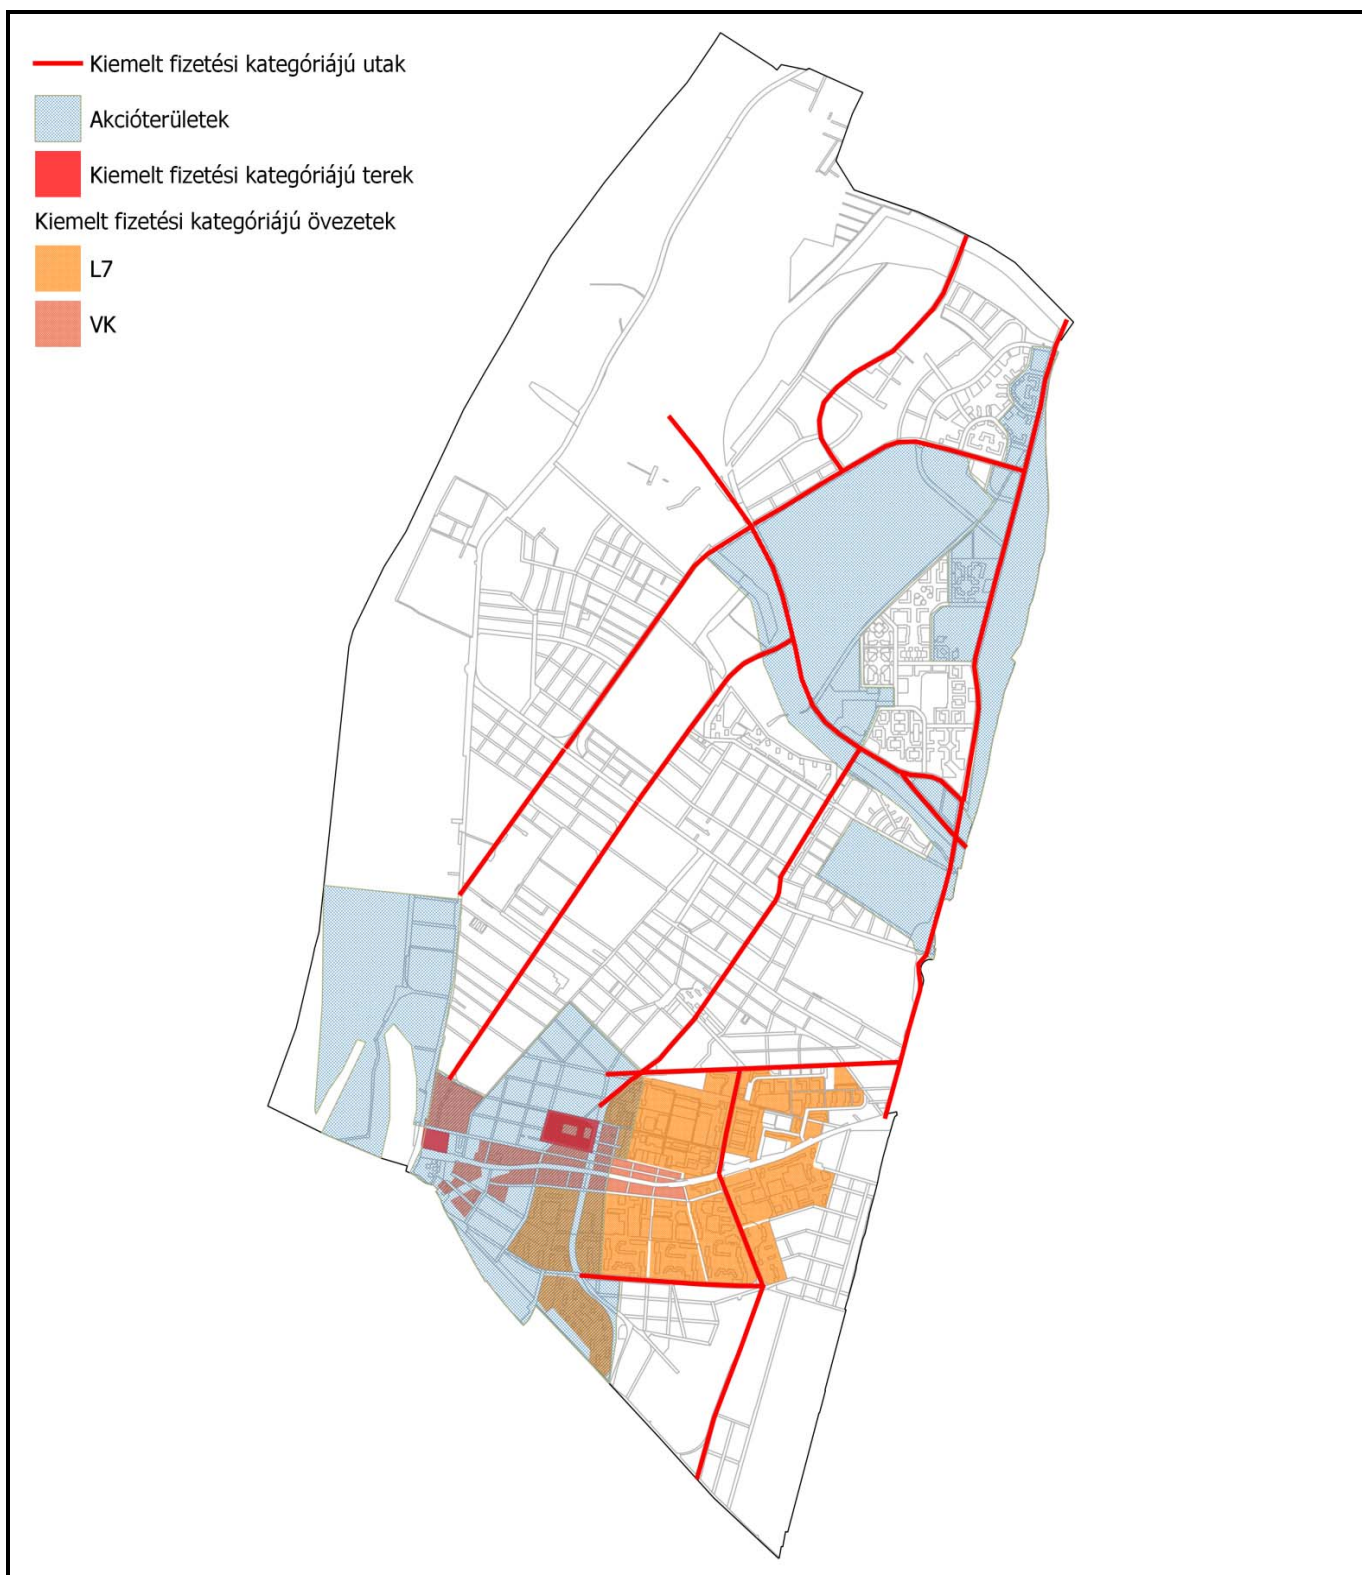 Kiemelt fizetési kategóriájú utak
Akcióterületek
Kiemelt fizetési kategóriájú terek
Kiemelt fizetési kategóriájú övezetek
L7
VK